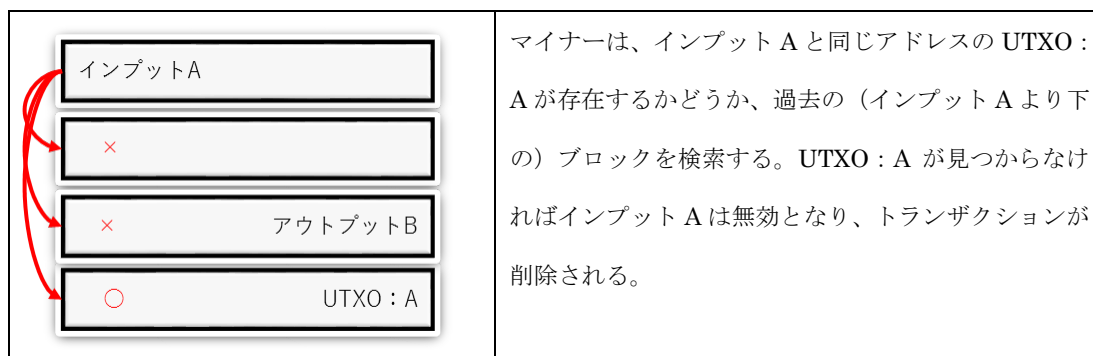 インプットA
×
× アウトプットB
○ UTXO:A
マイナーは、インプット A と同じアドレスの UTXO:
A が存在するかどうか、過去の（インプット A より下
の）ブロックを検索する。UTXO:A が見つからなけ
ればインプット A は無効となり、トランザクションが
削除される。